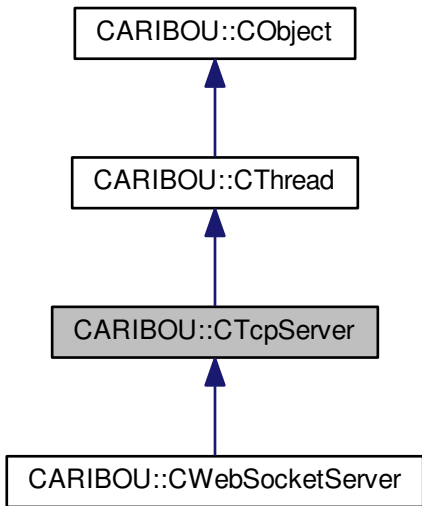 CARIBOU::CObject
CARIBOU::CThread
CARIBOU::CTcpServer
CARIBOU::CWebSocketServer